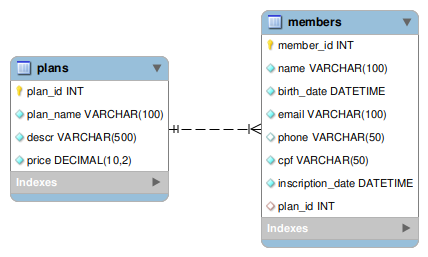 plans
plan_id INT
plan_name VARCHAR(100)
descr VARCHAR(500)
price DECIMAL(10,2)
Indexes
members
member_id INT
name VARCHAR(100)
birth_date DATETIME
email VARCHAR(100)
phone VARCHAR(50)
cpf VARCHAR(50)
inscription_date DATETIME
plan_id INT
Indexes